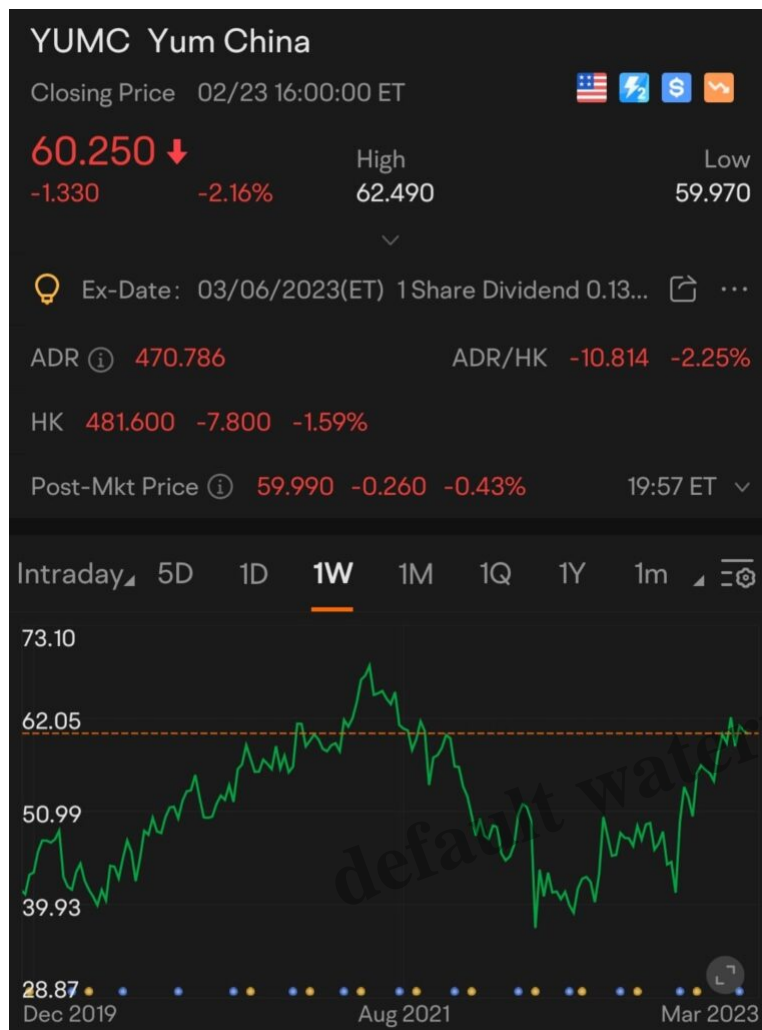 YUMC Yum China
Closing Price 02/23 16:00:00 ET
60.250
High
Low
-1.330 -2.16% 62.490 59.970
Ex-Date: 03/06/2023(ET) 1 Share Dividend 0.13...
ADR 470.786 ADR/HK -10.814 -2.25%
HK 481.600 -7.800 -1.59%
Post-Mkt Price 59.990 -0.260 -0.43% 19:57 ET
Intraday 5D 1D 1W 1M 1Q 1Y 1m
73.10
62.05
50.99
39.93
28.87
Dec 2019 Aug 2021 Mar 2023
default water